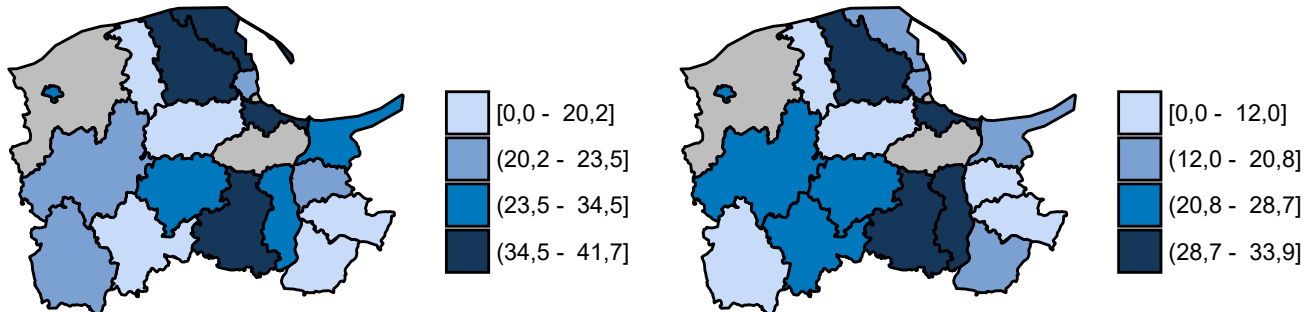 [0,0 - 20,2]
(20,2 - 23,5]
(23,5 - 34,5]
(34,5 - 41,7]
[0,0 - 12,0]
(12,0 - 20,8]
(20,8 - 28,7]
(28,7 - 33,9]